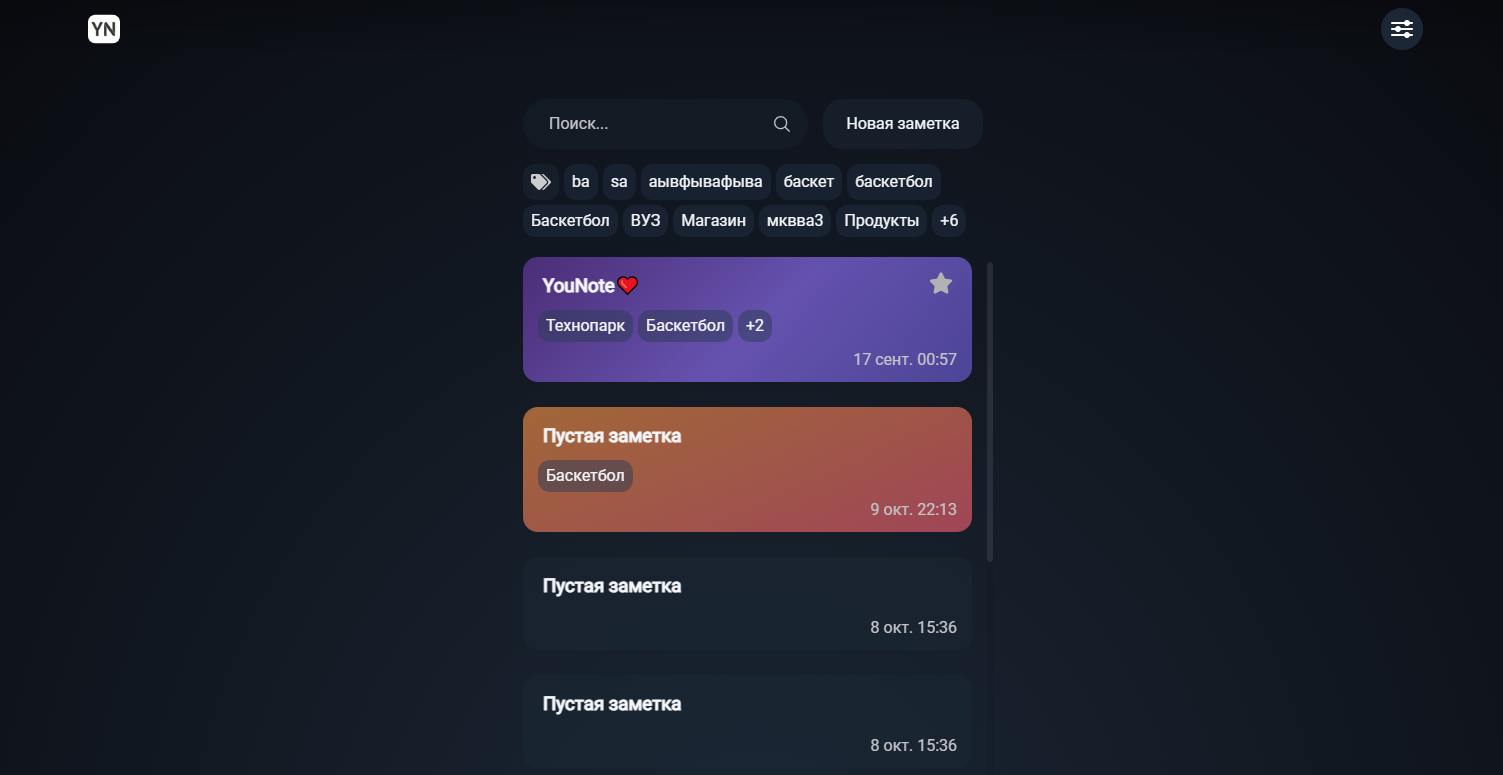 YN
Поиск...
Новая заметка
ba sa аывфывафыва баскет баскетбол
Баскетбол ВУЗ Магазин мквва3 Продукты +6
YouNote❤️
Технопарк Баскетбол +2
17 сент. 00:57
Пустая заметка
Баскетбол
9 окт. 22:13
Пустая заметка
8 окт. 15:36
Пустая заметка
8 окт. 15:36